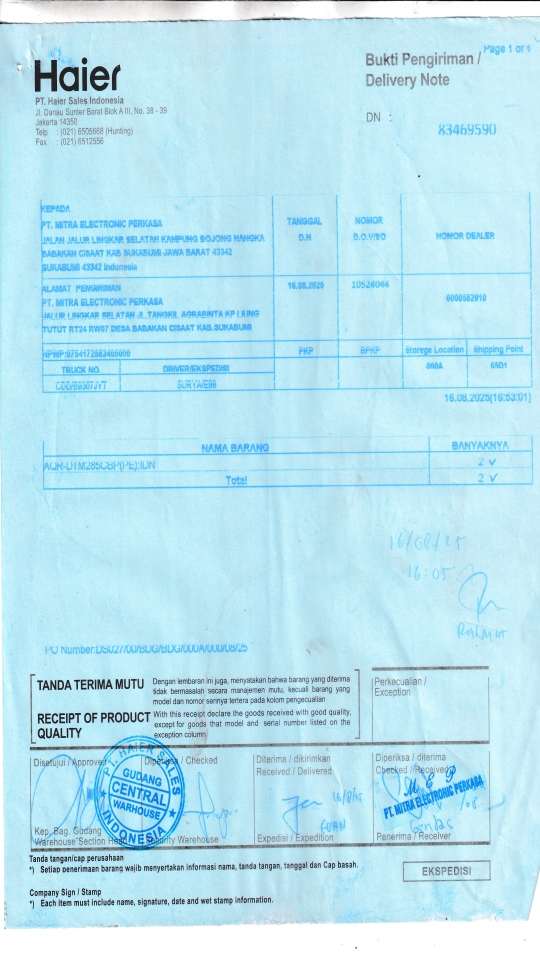 Haier
PT. Haier Sales Indonesia
Jl. Danau Sunter Barat Blok A III, No. 38 - 39
Jakarta 14350
Telp : (021) 6505668 (Hunting)
Fax : (021) 6512556
Page 1 of 1
Bukti Pengiriman /
Delivery Note
DN :
83469590
KEPADA
PT. MITRA ELECTRONIC PERKASA
JALAN JALUR LINGKAR SELATAN KAMPUNG BOJONG NANGKA
BABAKAN CISAAT KAB SUKABUMI JAWA BARAT 43342
SUKABUMI 43342 Indonesia
TANGGAL
D.N
NOMOR
D.O.V/SO
NOMOR DEALER
ALAMAT PENGIRIMAN
PT. MITRA ELECTRONIC PERKASA
JALUR LINGKAR SELATAN JL TANGKIL AGRABINTA KP LIUNG
TUTUT RT24 RW07 DESA BABAKAN CISAAT KAB.SUKABUMI
16.08.2025
10524044
6000582910
NPWP:0754172583405000
PKP
BPKP
Storege Location
Shipping Point
TRUCK NO.
DRIVER/EKSPEDISI
SURYA/E98
65D1
16.08.2025(16:53:01)
NAMA BARANG
BANYAKNYA
AQR-DTM285CBP(PE):IDN
2 ✓
Total
2 ✓
16/08/25
16:05
PO Number:DS027/00/BDG/BDG/000A/000/08/25
TANDA TERIMA MUTU
Dengan lembaran ini juga, menyatakan bahwa barang yang diterima
tidak bermasalah secara manajemen mutu, kecuali barang yang
model dan nomor serinya tertera pada kolom pengecualian
RECEIPT OF PRODUCT
QUALITY
With this receipt declare the goods received with good quality,
except for goods that model and serial number listed on the
exception column
Perkecualian /
Exception
Disetujui / Approved
Diperiksa / Checked
Diterima / dikirimkan
Received / Delivered
Diperiksa / diterima
Checked / Received
PT. HAIER SALES
GUDANG
CENTRAL
WARHOUSE
INDONESIA
M E P
PT. MITRA ELECTRONIC PERKASA
Kep. Bag. Gudang
Warehouse Section Head
Warehouse
Expedisi / Expedition
Penerima / Receiver
Tanda tangan/cap perusahaan
*) Setiap penerimaan barang wajib menyertakan informasi nama, tanda tangan, tanggal dan Cap basah.
EKSPEDISI
Company Sign / Stamp
*) Each item must include name, signature, date and wet stamp information.